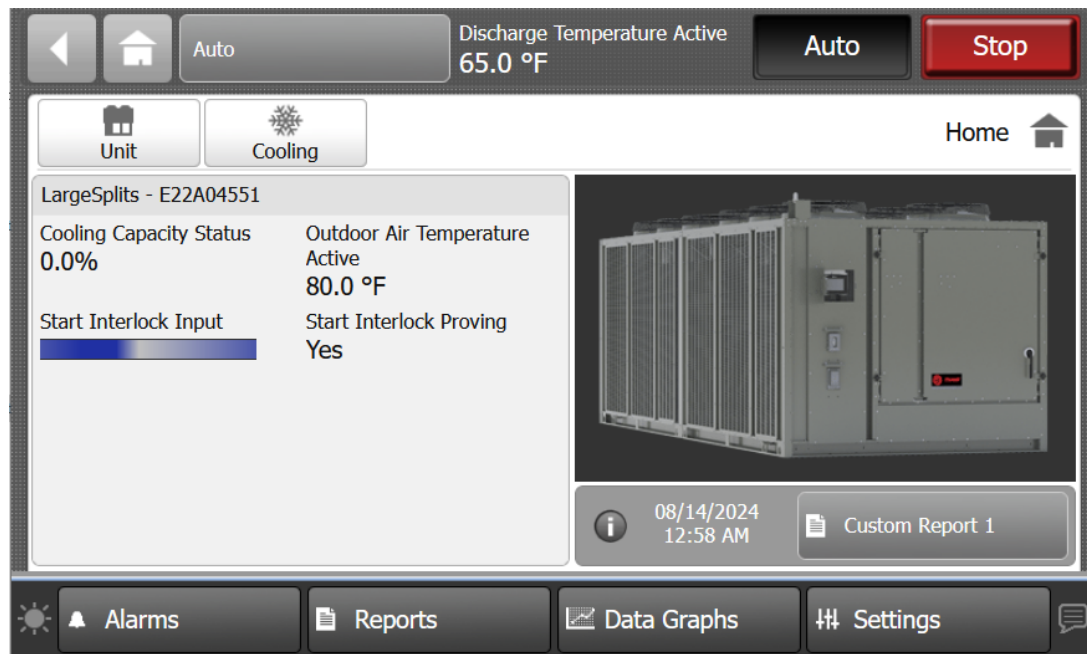 Auto
Discharge Temperature Active
65.0 °F
Auto
Stop
Unit
Cooling
Home
LargeSplits - E22A04551
Cooling Capacity Status
0.0%
Outdoor Air Temperature
Active
80.0 °F
Start Interlock Input
Start Interlock Proving
Yes
08/14/2024
12:58 AM
Custom Report 1
Alarms
Reports
Data Graphs
Settings